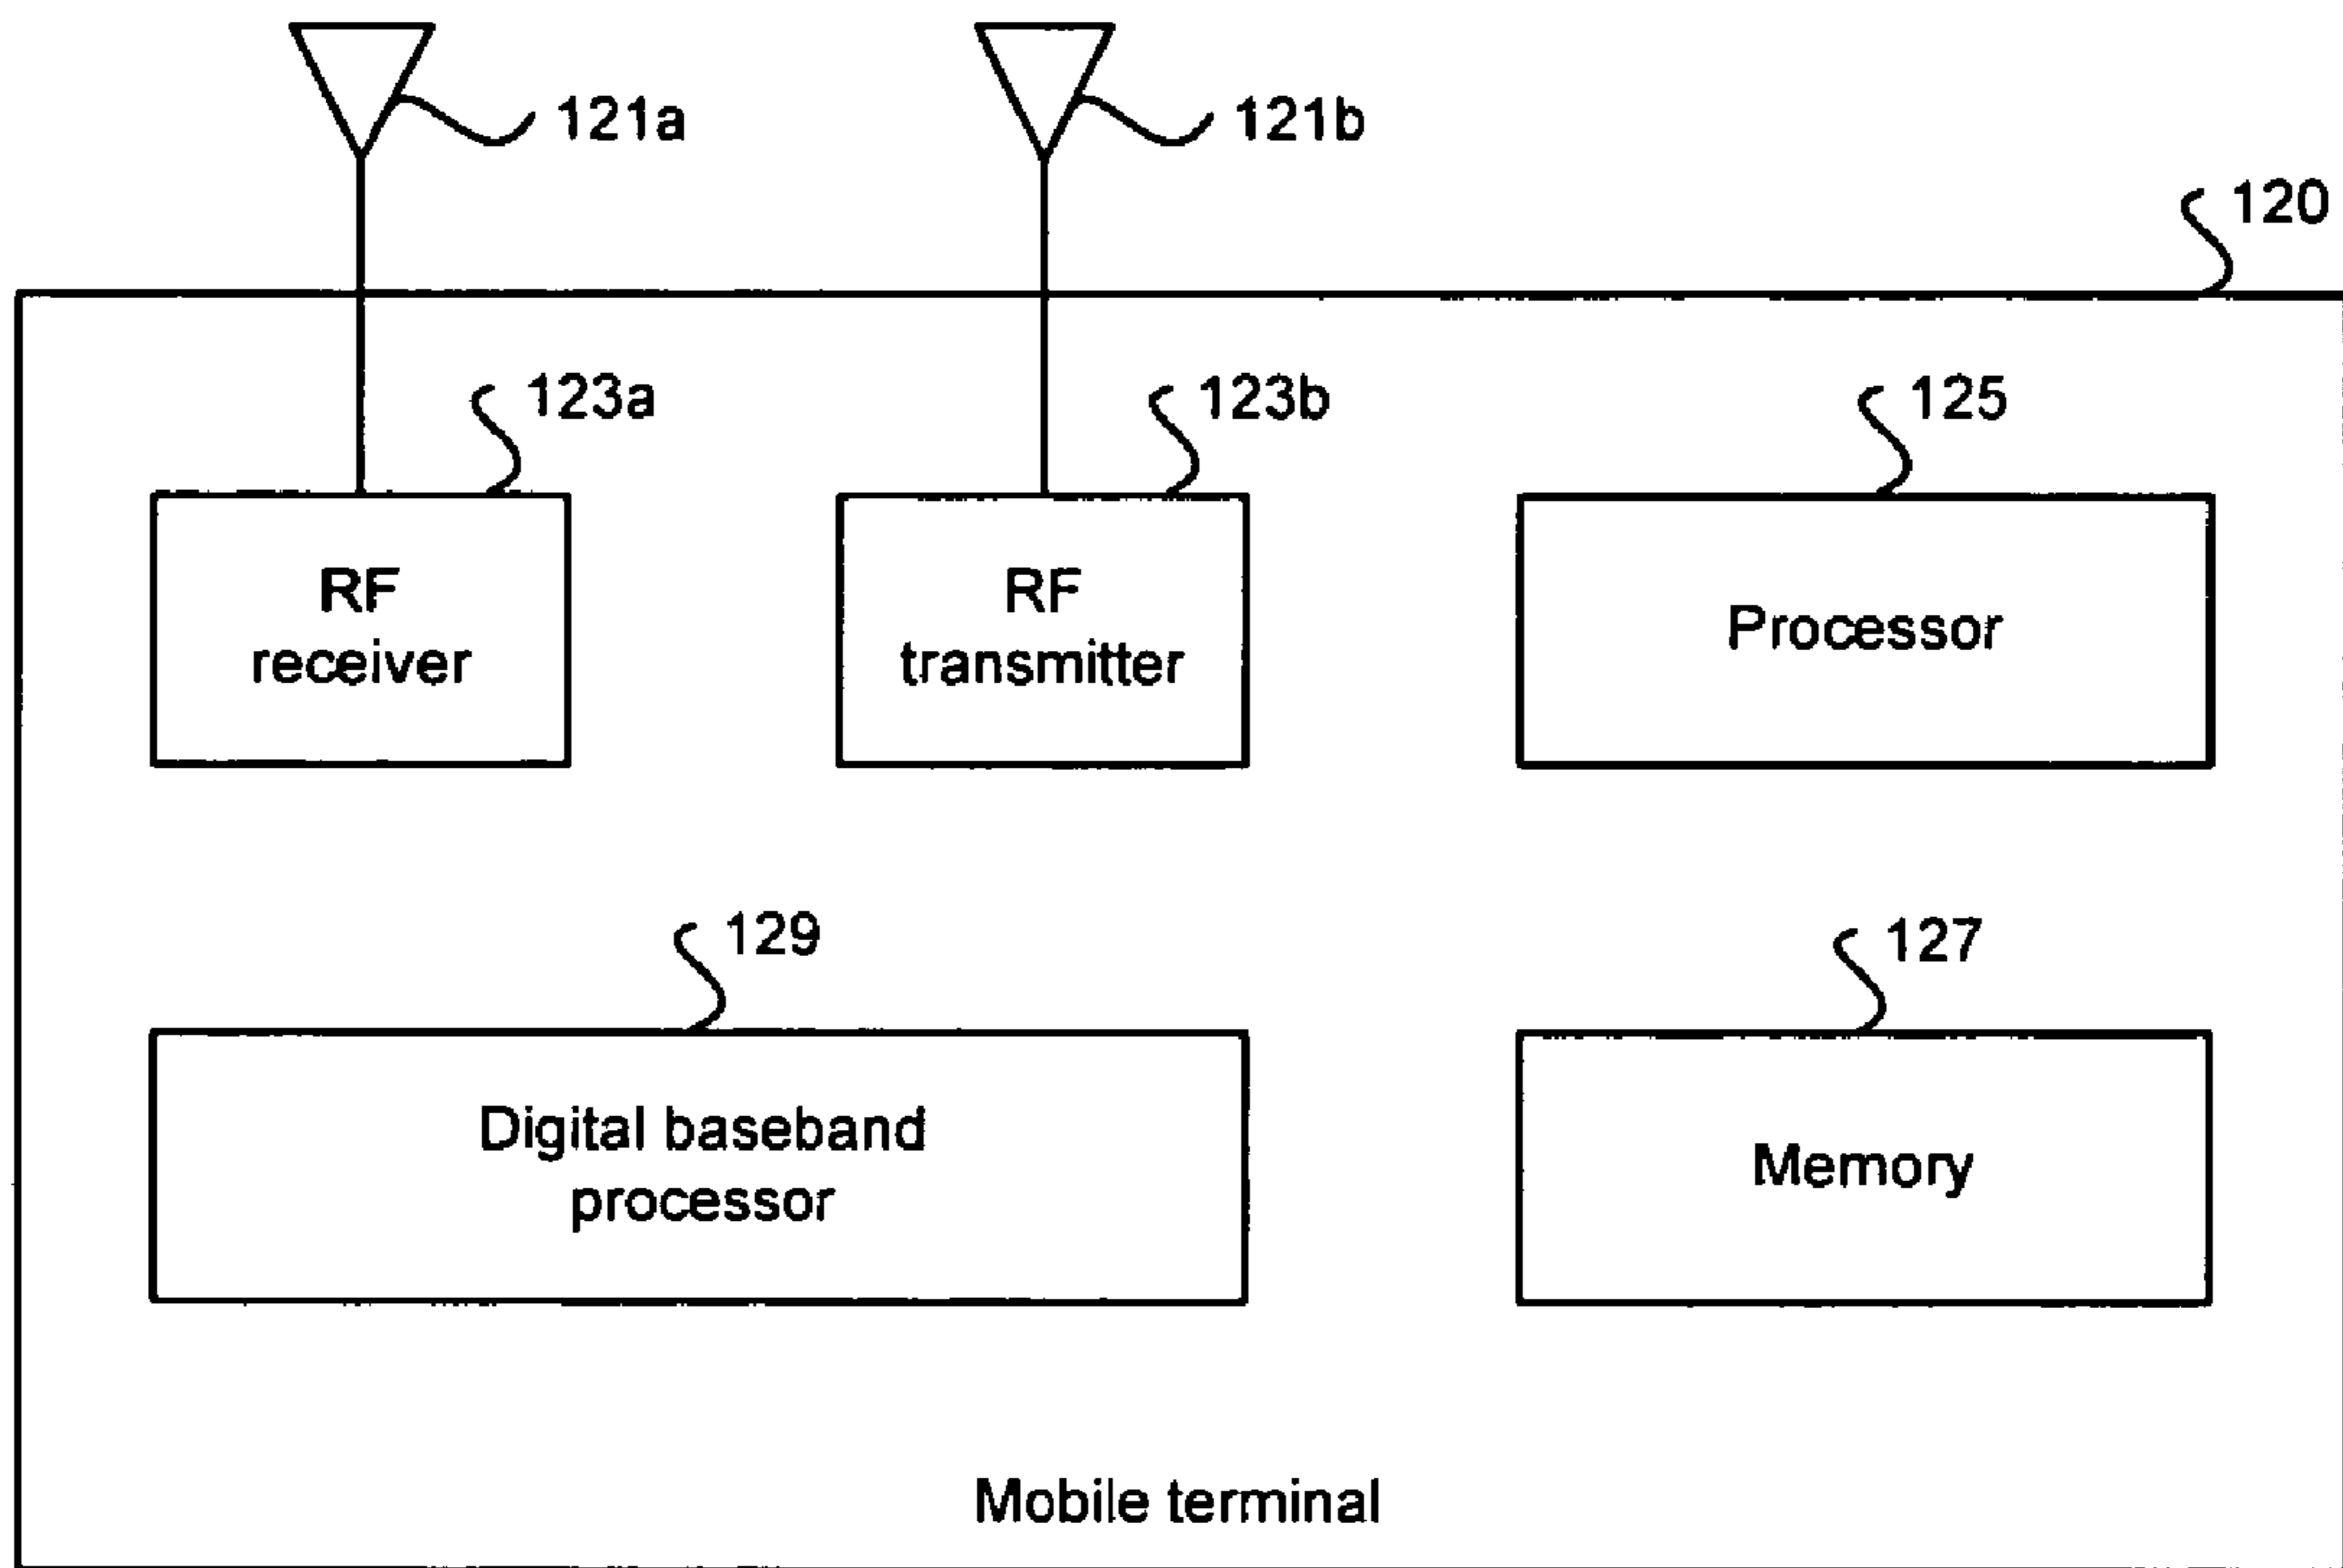 121a
121b
120
123a
123b
125
RF
receiver
RF
transmitter
Processor
129
127
Digital baseband
processor
Memory
Mobile terminal